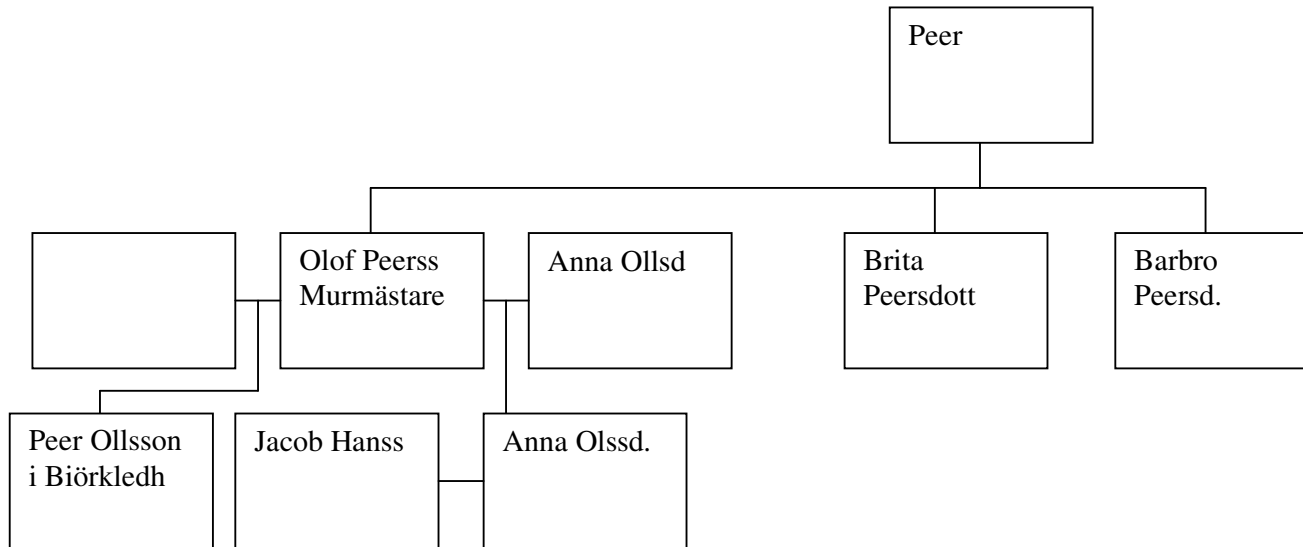 Peer
Olof Peerss
Murmästare
Anna Ollsd
Brita
Peersdott
Barbro
Peersd.
Peer Ollsson
i Biörkledh
Jacob Hanss
Anna Olssd.